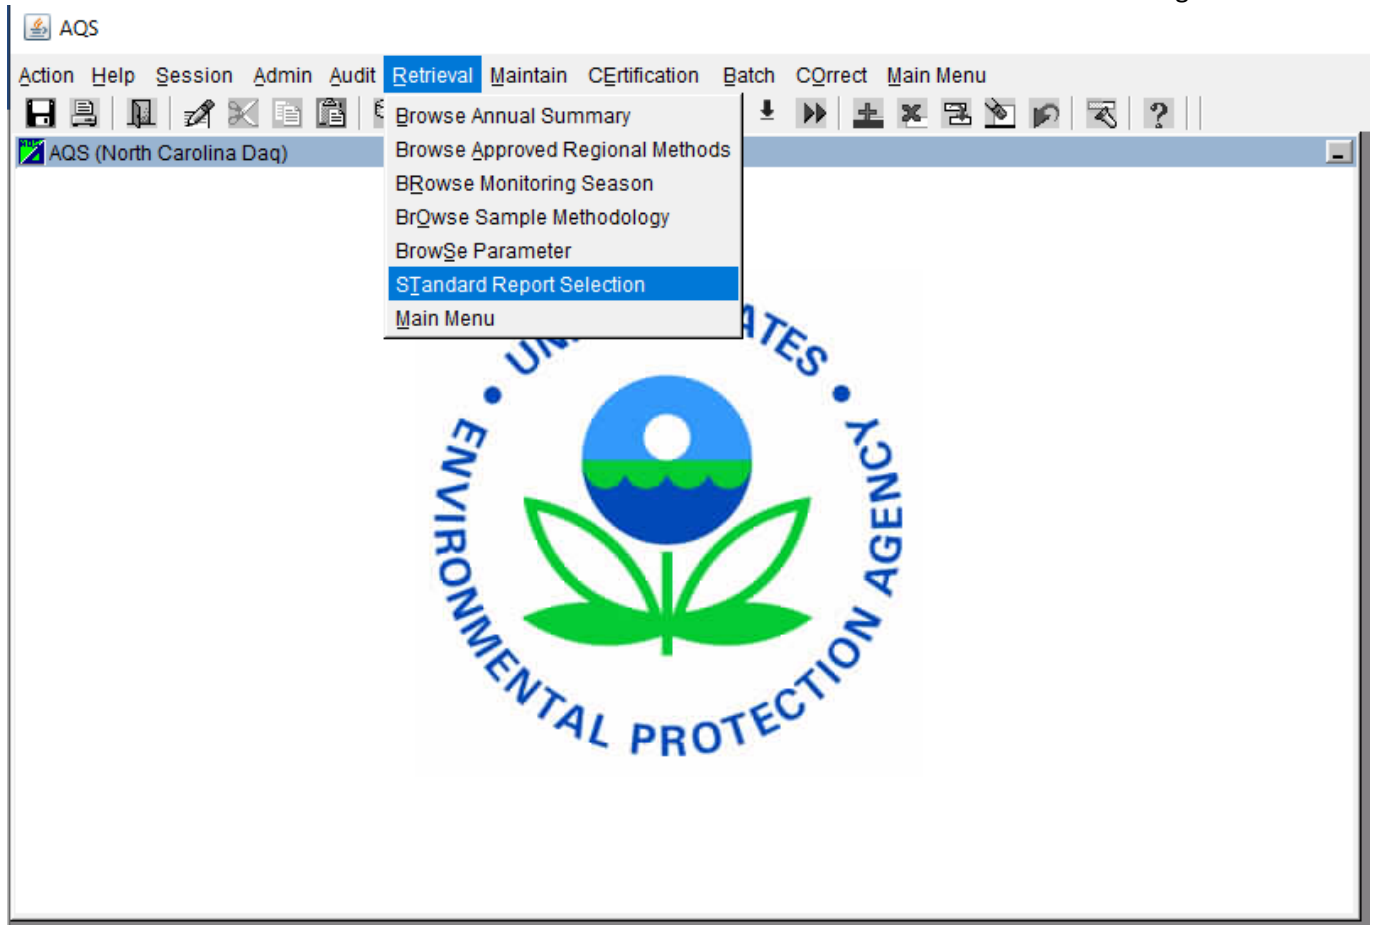 AQS
Action Help Session Admin Audit Retrieval Maintain CErtification Batch COrrect Main Menu
AQS (North Carolina Daq)
Browse Annual Summary
Browse Approved Regional Methods
BRowse Monitoring Season
BrOwse Sample Methodology
BrowSe Parameter
STandard Report Selection
Main Menu
ENVIRONMENTAL PROTECTION AGENCY